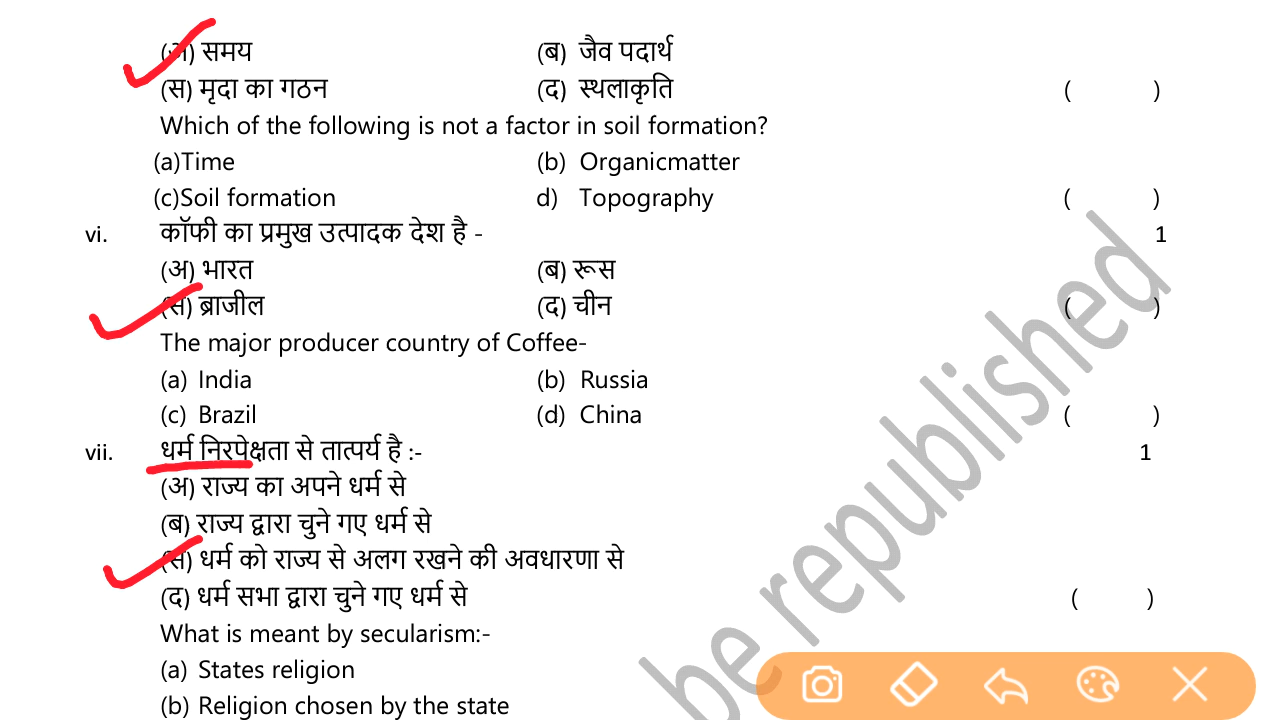 (अ) समय (ब) जैव पदार्थ
(स) मृदा का गठन (द) स्थलाकृति ( )
Which of the following is not a factor in soil formation?
(a)Time (b) Organicmatter
(c)Soil formation d) Topography ( )
vi. कॉफी का प्रमुख उत्पादक देश है - 1
(अ) भारत (ब) रूस
(स) ब्राजील (द) चीन ( )
The major producer country of Coffee-
(a) India (b) Russia
(c) Brazil (d) China ( )
vii. धर्म निरपेक्षता से तात्पर्य है :- 1
(अ) राज्य का अपने धर्म से
(ब) राज्य द्वारा चुने गए धर्म से
(स) धर्म को राज्य से अलग रखने की अवधारणा से
(द) धर्म सभा द्वारा चुने गए धर्म से ( )
What is meant by secularism:-
(a) States religion
(b) Religion chosen by the state
be republished